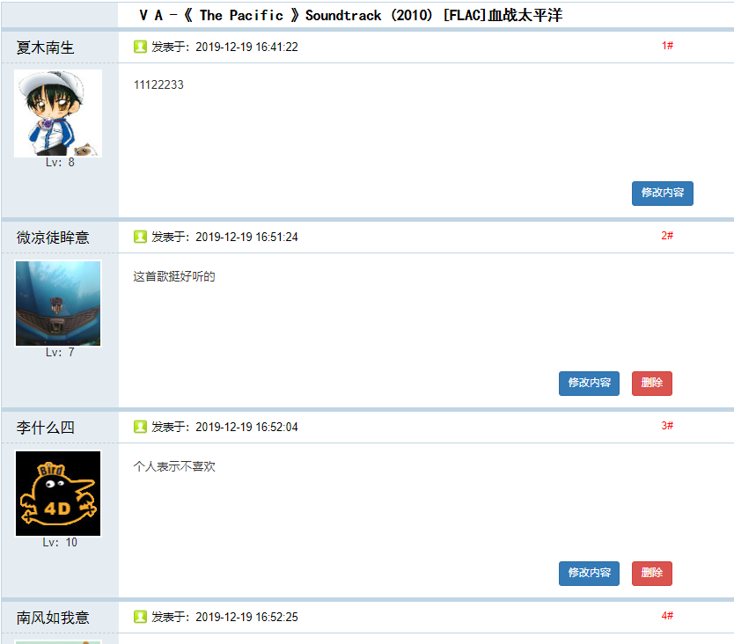 V A -《 The Pacific 》Soundtrack (2010) [FLAC]血战太平洋
夏木南生
发表于: 2019-12-19 16:41:22
1#
11122233
Lv: 8
修改内容
微凉徒眸意
发表于: 2019-12-19 16:51:24
2#
这首歌挺好听的
Lv: 7
修改内容
删除
李什么四
发表于: 2019-12-19 16:52:04
3#
个人表示不喜欢
Bird
4D
Lv: 10
修改内容
删除
南风如我意
发表于: 2019-12-19 16:52:25
4#